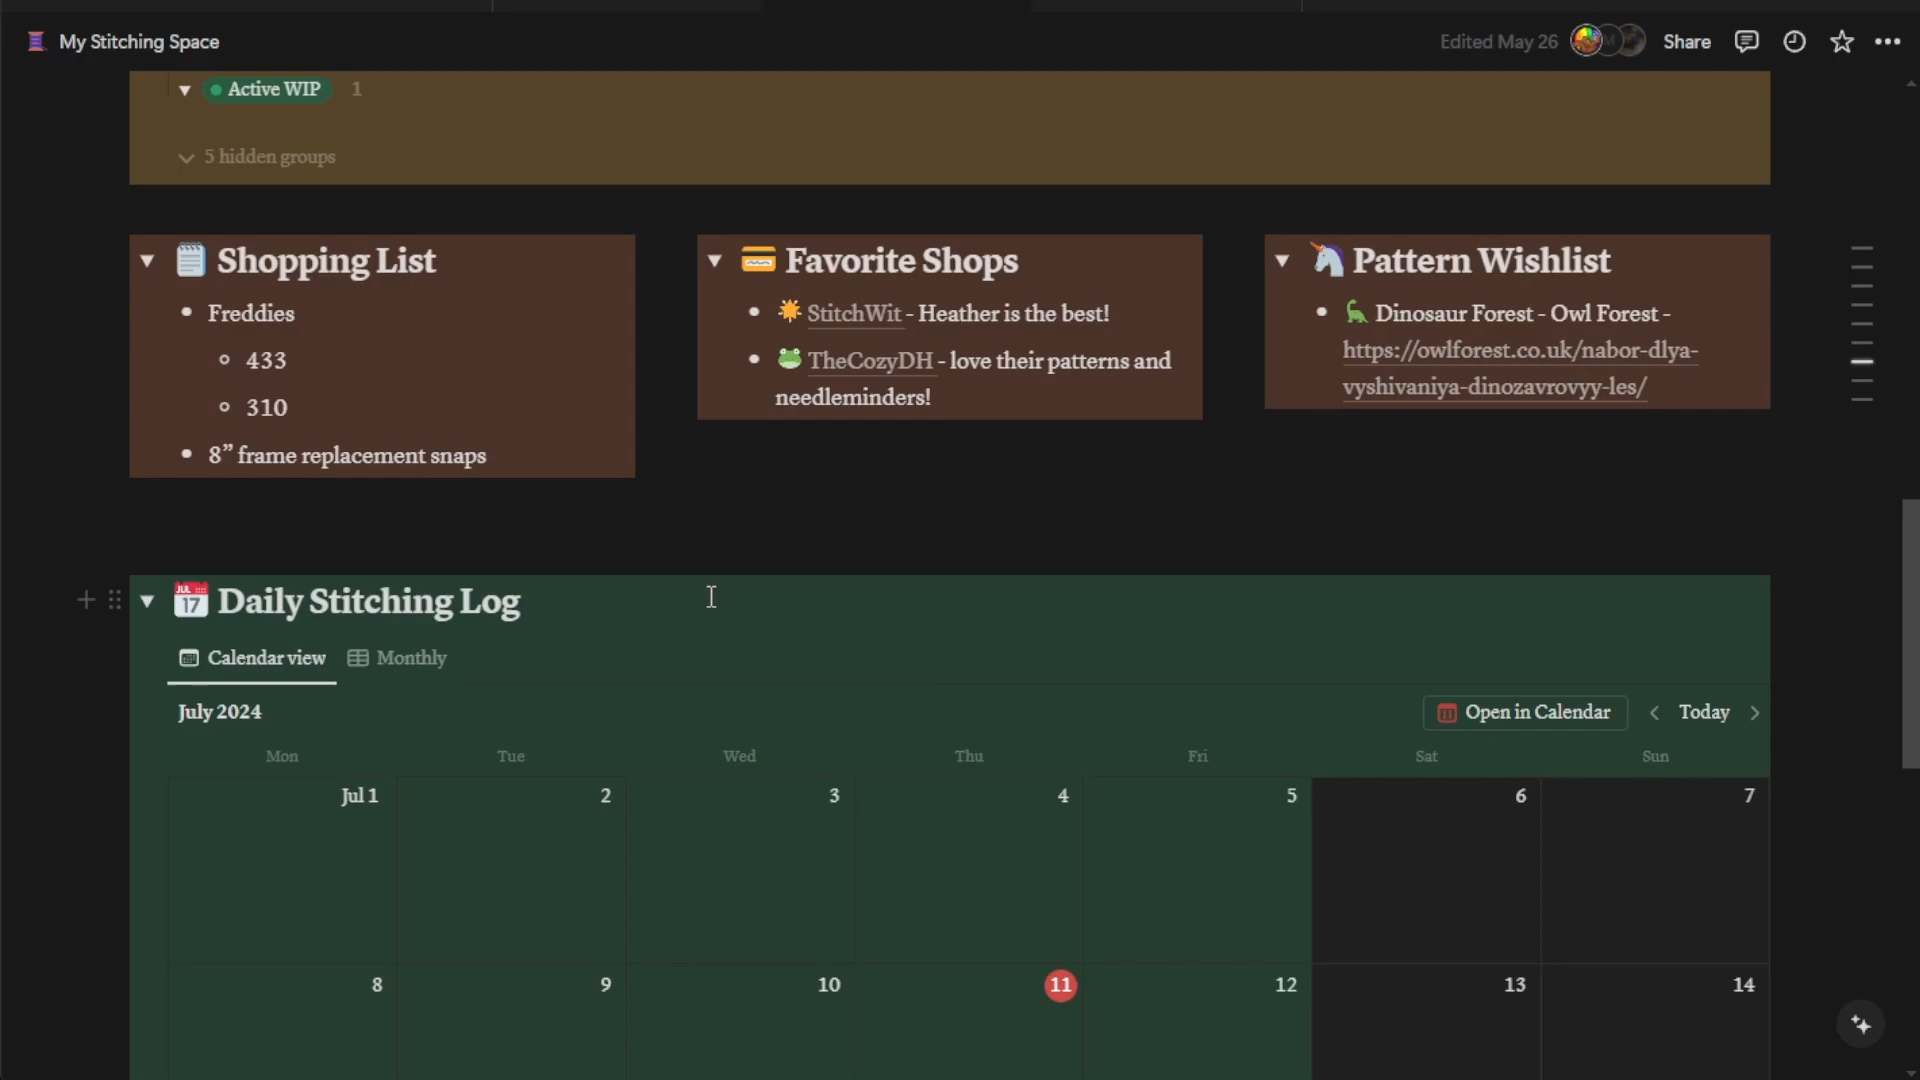 My Stitching Space
Edited May 26
Share
Active WIP 1
5 hidden groups
Shopping List
Freddies
433
310
8” frame replacement snaps
Favorite Shops
StitchWit - Heather is the best!
TheCozyDH - love their patterns and
needleminders!
Pattern Wishlist
Dinosaur Forest - Owl Forest -
https://owlforest.co.uk/nabor-dlya-
vyshivaniya-dinozavrovyy-les/
JUL
17
Daily Stitching Log
Calendar view Monthly
July 2024
Open in Calendar Today
Mon Tue Wed Thu Fri Sat Sun
Jul 1 2 3 4 5 6 7
8 9 10 11 12 13 14